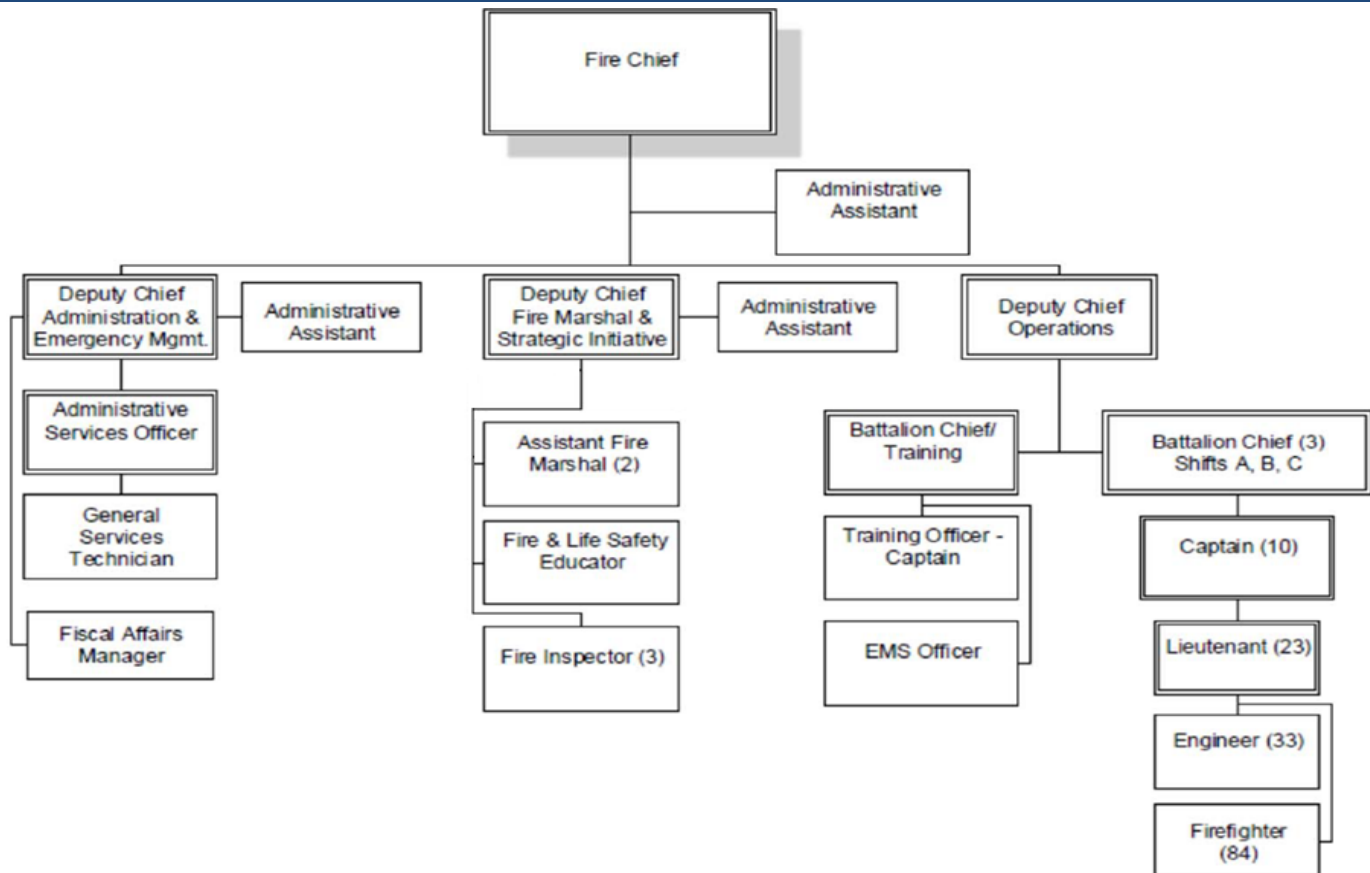 Fire Chief
Administrative
Assistant
Deputy Chief
Administration &
Emergency Mgmt.
Administrative
Assistant
Deputy Chief
Fire Marshal &
Strategic Initiative
Administrative
Assistant
Deputy Chief
Operations
Administrative
Services Officer
General
Services
Technician
Fiscal Affairs
Manager
Assistant Fire
Marshal (2)
Fire & Life Safety
Educator
Fire Inspector (3)
Battalion Chief/
Training
Training Officer -
Captain
EMS Officer
Battalion Chief (3)
Shifts A, B, C
Captain (10)
Lieutenant (23)
Engineer (33)
Firefighter
(84)